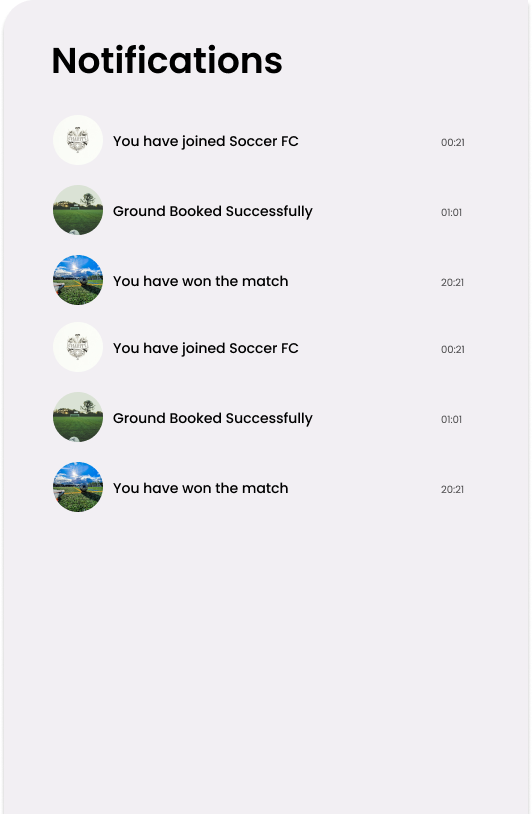 Notifications
You have joined Soccer FC 00:21
Ground Booked Successfully 01:01
You have won the match 20:21
You have joined Soccer FC 00:21
Ground Booked Successfully 01:01
You have won the match 20:21